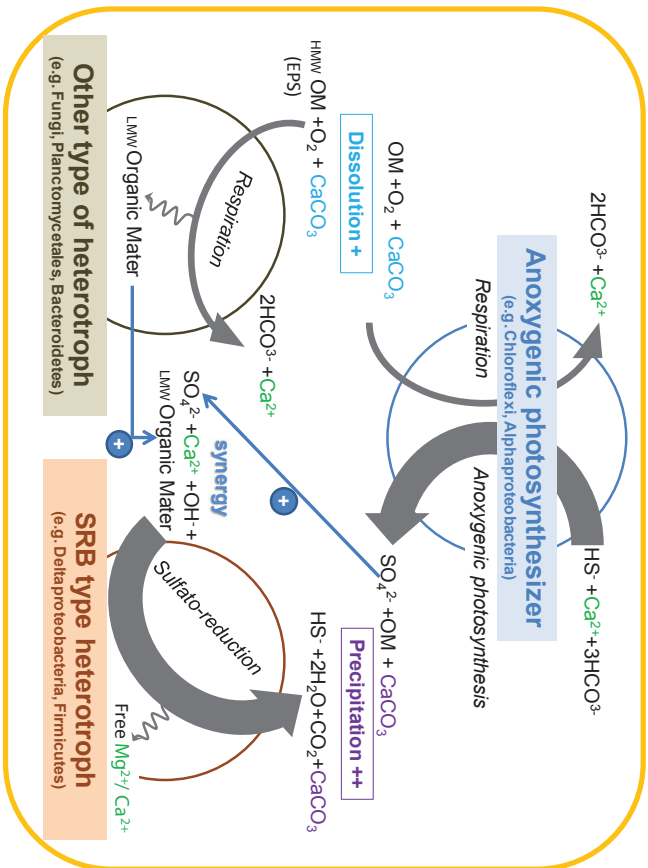 Anoxygenic photosynthesizer
(e.g. Chloroflexi, Alphaproteobacteria)
2HCO³⁻ +Ca²⁺
HS⁻ +Ca²⁺+3HCO³⁻
Respiration
Anoxygenic photosynthesis
OM +O₂ + CaCO₃
SO₄²⁻ +OM + CaCO₃
Dissolution +
Precipitation ++
HMW OM +O₂ + CaCO₃
(EPS)
2HCO³⁻ +Ca²⁺
HS⁻ +2H₂O+CO₂+CaCO₃
Respiration
+
synergy
SO₄²⁻ +Ca²⁺ +OH⁻+
LMW Organic Mater
Sulfato-reduction
LMW Organic Mater
+
Free Mg²⁺/ Ca²⁺
Other type of heterotroph
(e.g. Fungi, Planctomycetales, Bacteroidetes)
SRB type heterotroph
(e.g. Deltaproteobacteria, Firmicutes)